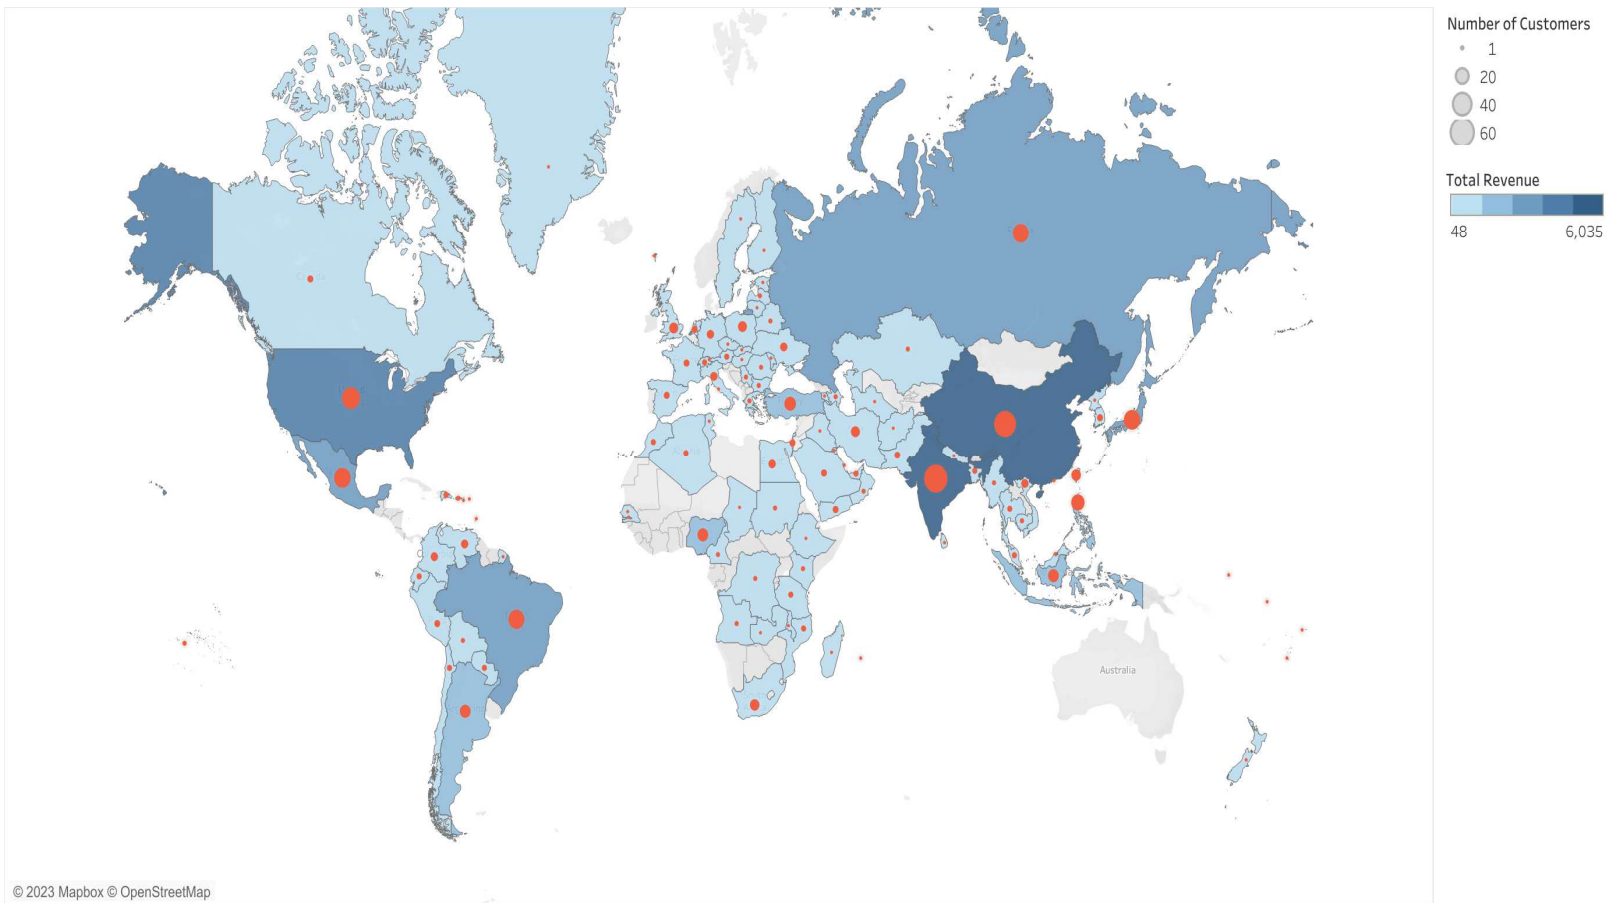 Number of Customers
1
20
40
60
Total Revenue
48 6,035
Australia
© 2023 Mapbox © OpenStreetMap